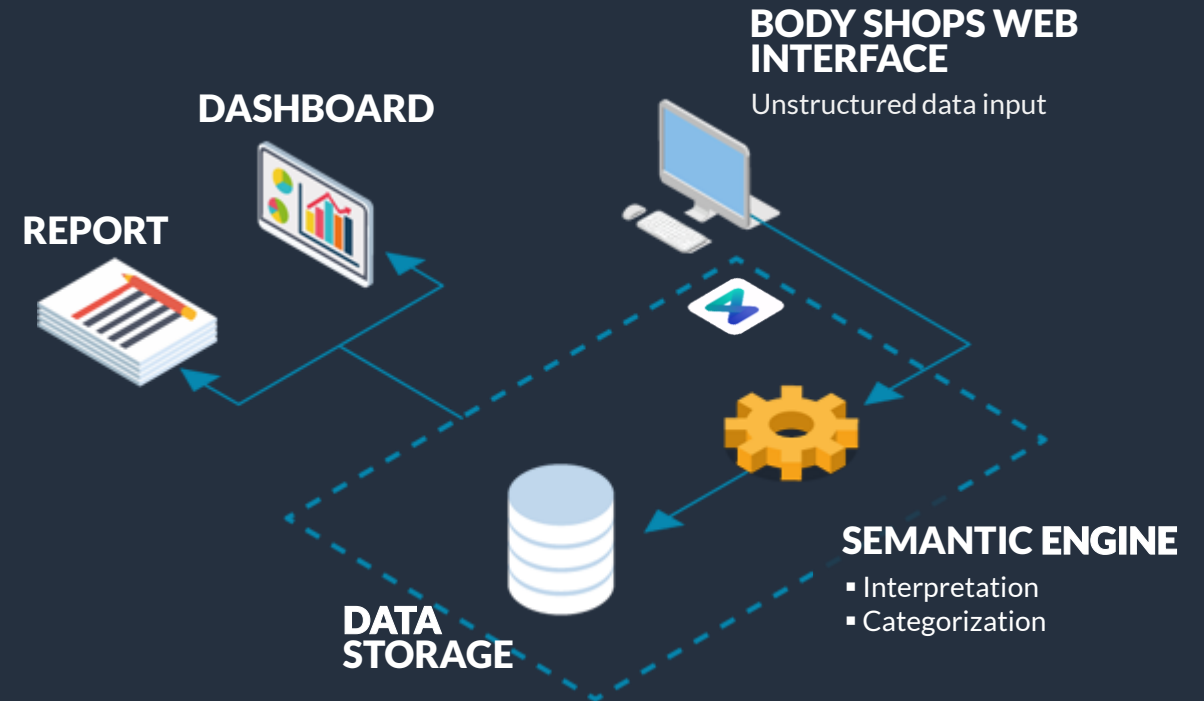 BODY SHOPS WEB
INTERFACE
Unstructured data input
DASHBOARD
REPORT
SEMANTIC ENGINE
▪ Interpretation
▪ Categorization
DATA
STORAGE